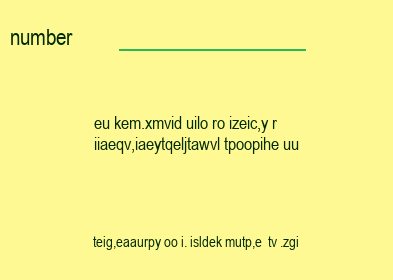 number
eu kem.xmvid uilo ro izeic,y r
iiaeqv,iaeytqeljtawvl tpoopihe uu
teig,eaaurpy oo i. isldek mutp,e tv .zgi